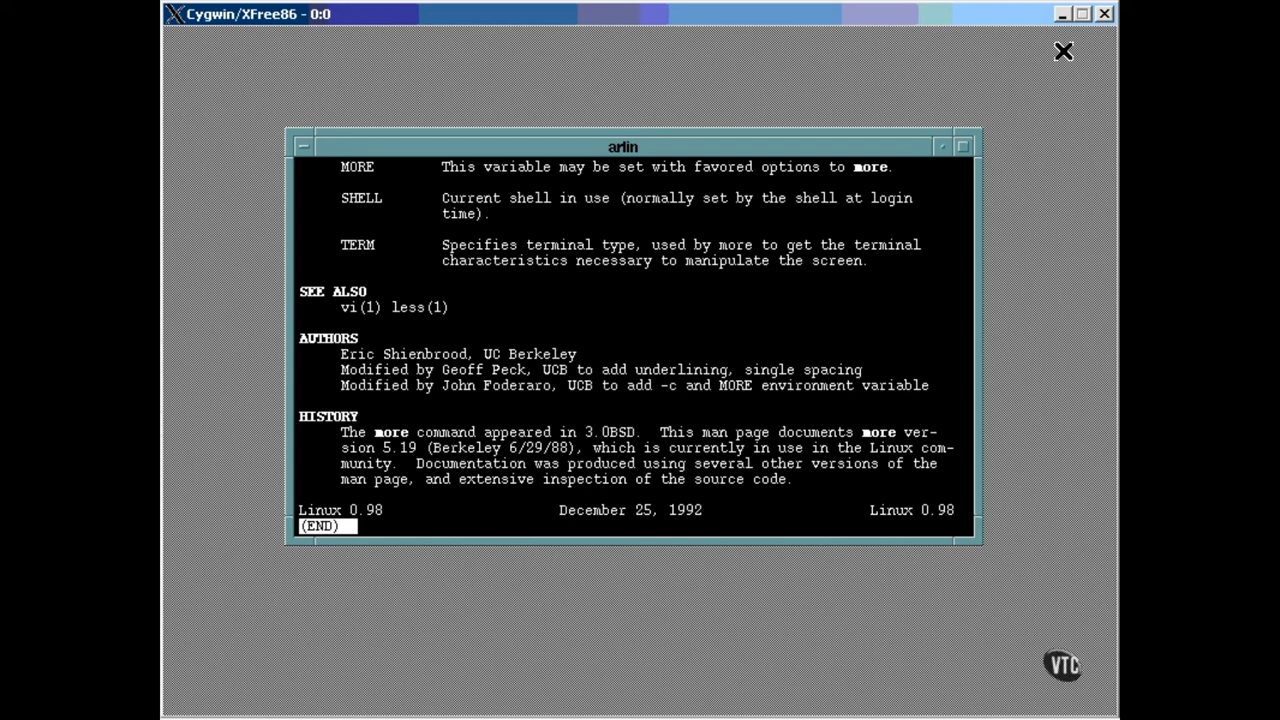 Cygwin/XFree86 - 0:0
arlin
MORE This variable may be set with favored options to more.
SHELL Current shell in use (normally set by the shell at login
time).
TERM Specifies terminal type, used by more to get the terminal
characteristics necessary to manipulate the screen.
SEE ALSO
vi(1) less(1)
AUTHORS
Eric Shienbrood, UC Berkeley
Modified by Geoff Peck, UCB to add underlining, single spacing
Modified by John Foderaro, UCB to add -c and MORE environment variable
HISTORY
The more command appeared in 3.0BSD. This man page documents more ver-
sion 5.19 (Berkeley 6/29/88), which is currently in use in the Linux com-
munity. Documentation was produced using several other versions of the
man page, and extensive inspection of the source code.
Linux 0.98 December 25, 1992 Linux 0.98
(END)
VTC